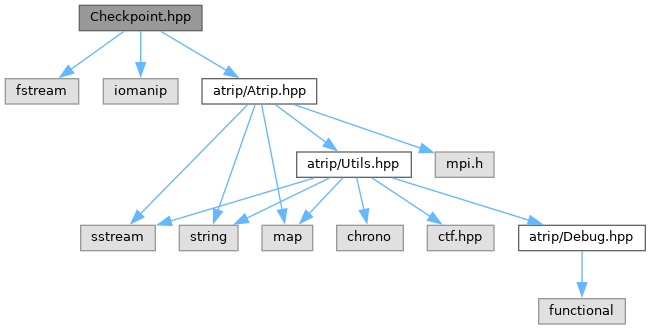 Checkpoint.hpp
fstream
iomanip
atrip/Atrip.hpp
atrip/Utils.hpp
mpi.h
sstream
string
map
chrono
ctf.hpp
atrip/Debug.hpp
functional